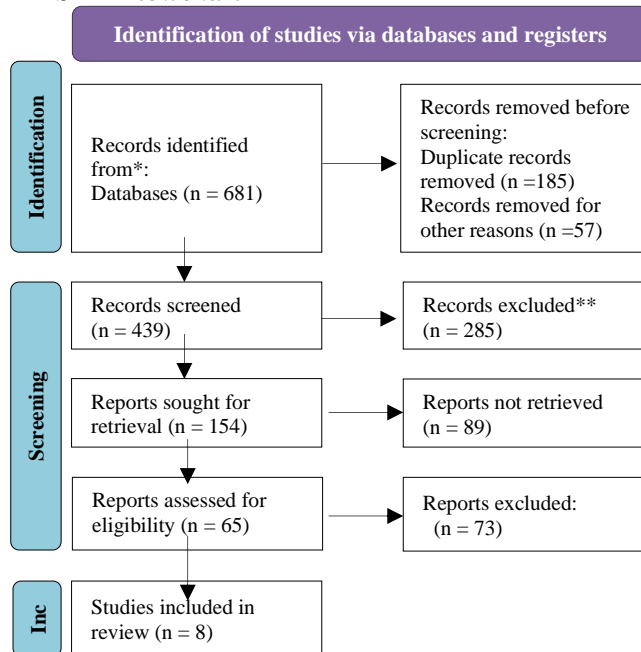 Identification of studies via databases and registers
Identification
Records identified
from*:
Databases (n = 681)
Records removed before
screening:
Duplicate records
removed (n =185)
Records removed for
other reasons (n =57)
Screening
Records screened
(n = 439)
Records excluded**
(n = 285)
Reports sought for
retrieval (n = 154)
Reports not retrieved
(n = 89)
Reports assessed for
eligibility (n = 65)
Reports excluded:
(n = 73)
Inc
Studies included in
review (n = 8)